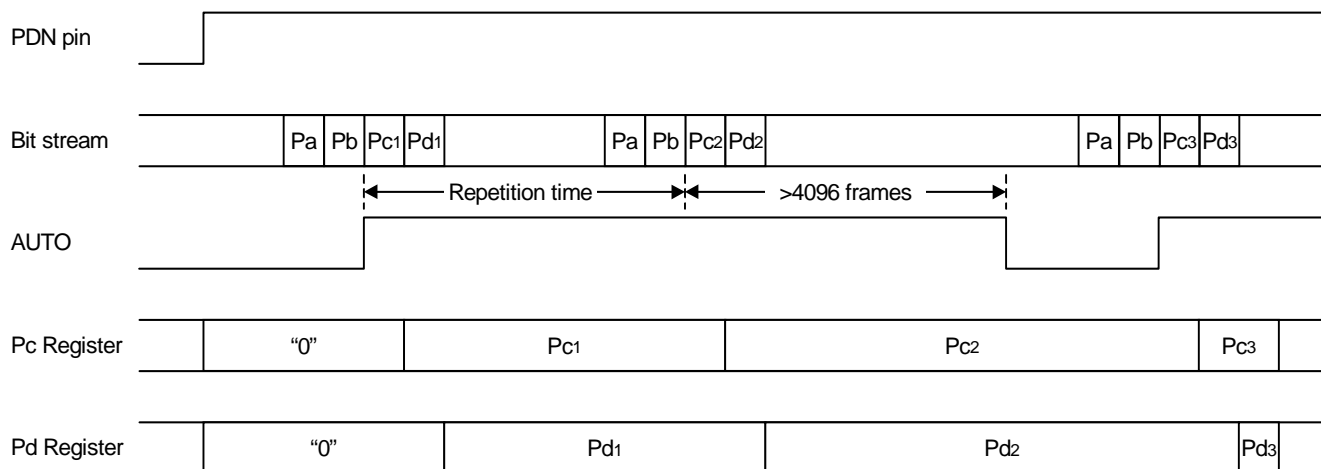 PDN pin
Bit stream Pa Pb Pc1 Pd1 Pa Pb Pc2 Pd2 Pa Pb Pc3 Pd3
Repetition time >4096 frames
AUTO
Pc Register “0” Pc1 Pc2 Pc3
Pd Register “0” Pd1 Pd2 Pd3